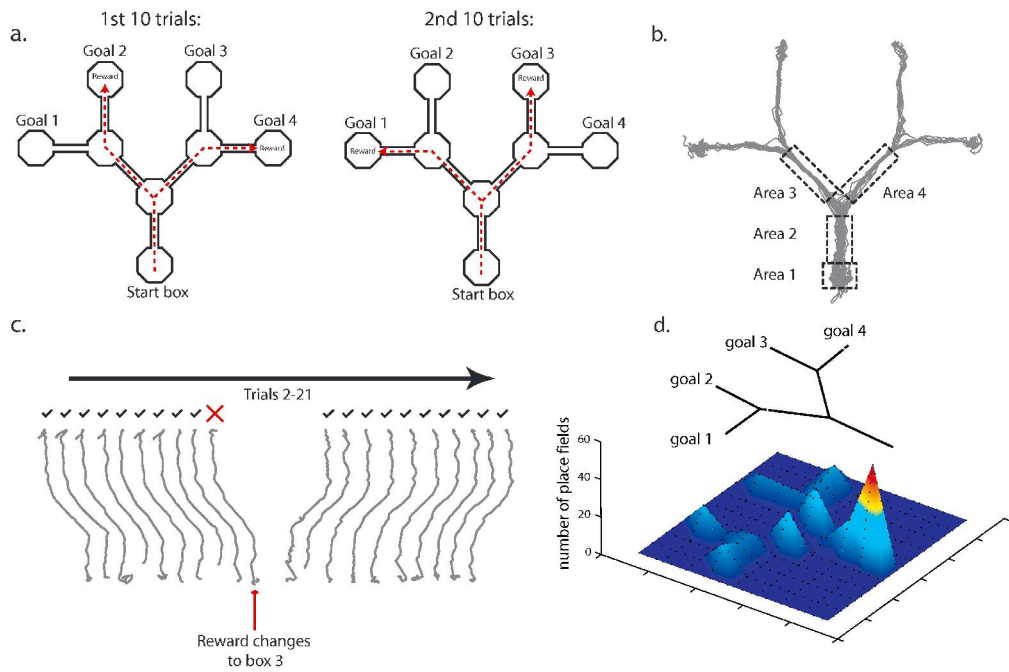 a.
1st 10 trials:
Goal 2
Goal 3
Reward
Goal 1
Goal 4
Reward
Start box
2nd 10 trials:
Goal 2
Goal 3
Reward
Goal 1
Goal 4
Reward
Start box
b.
Area 3
Area 4
Area 2
Area 1
c.
Trials 2-21
Reward changes
to box 3
d.
goal 4
goal 3
goal 2
goal 1
number of place fields
60
40
20
0